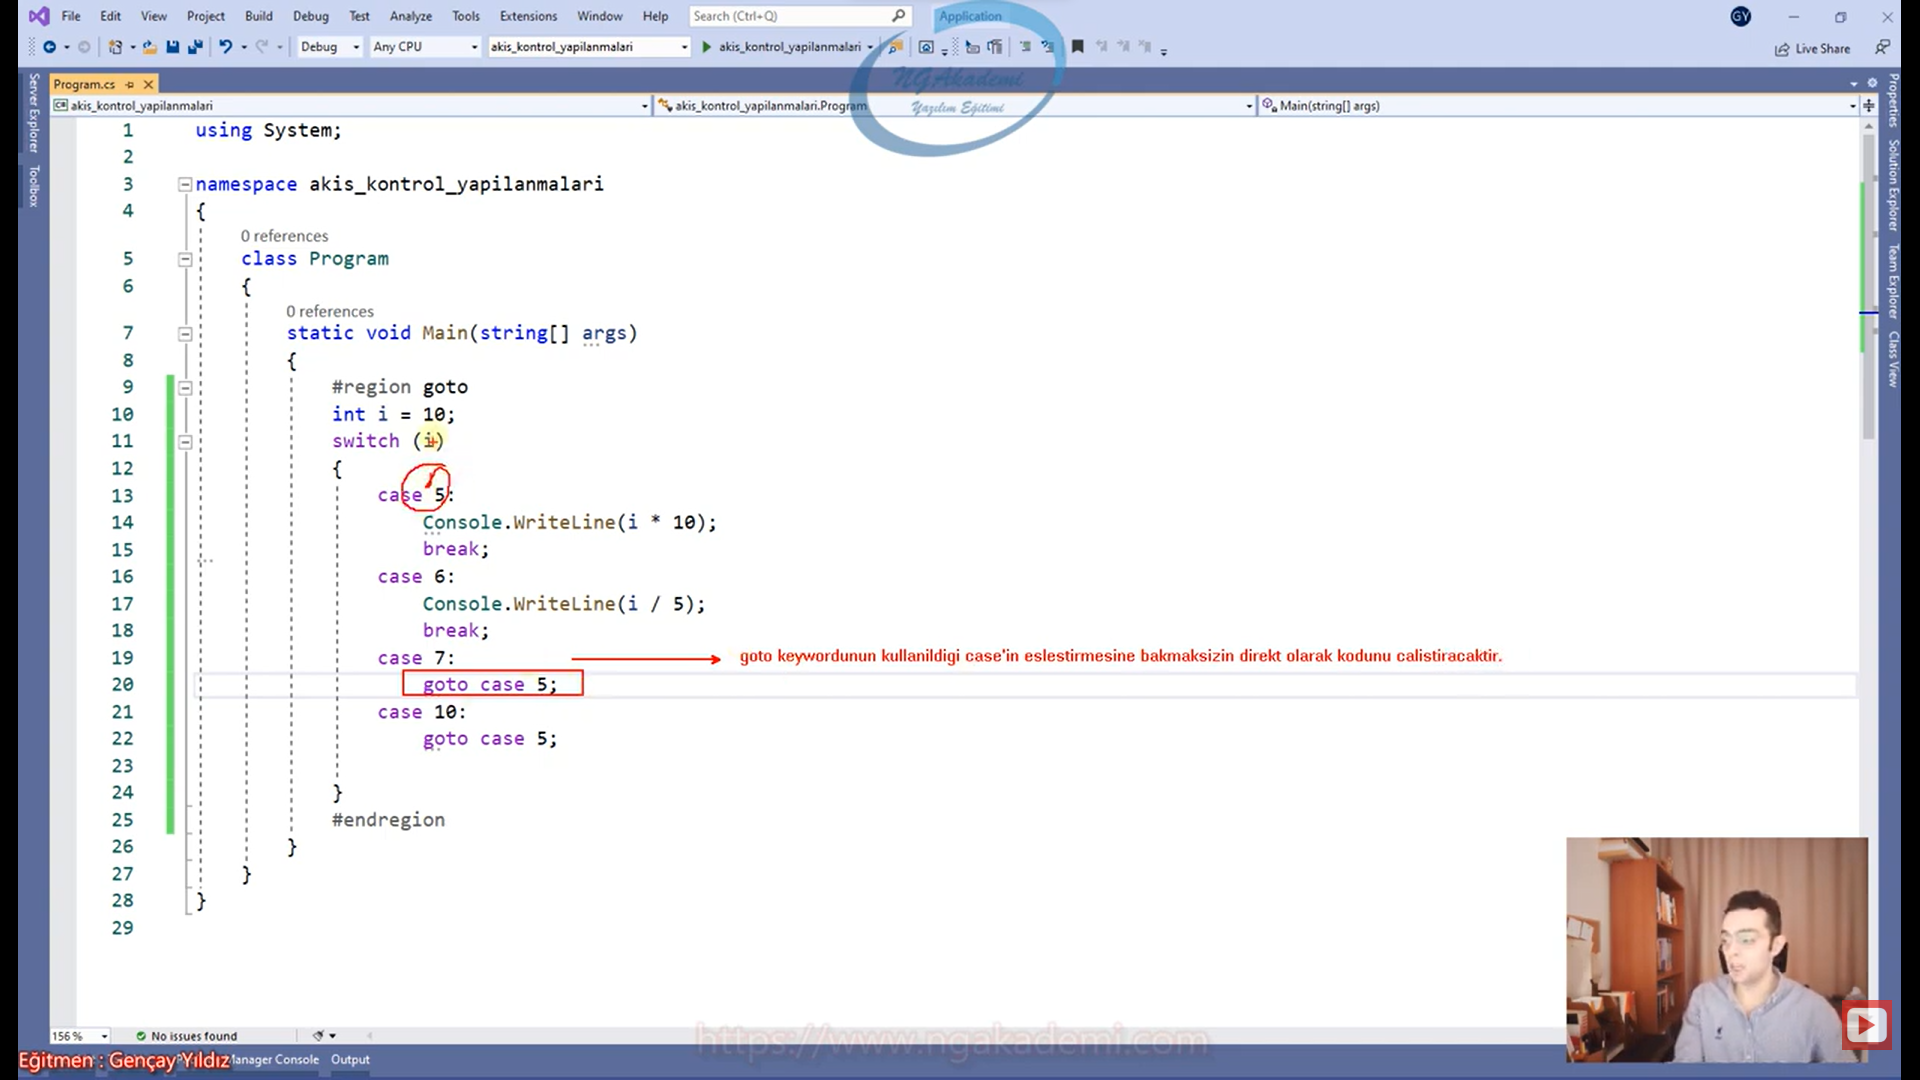 File Edit View Project Build Debug Test Analyze Tools Extensions Window Help Search (Ctrl+Q) Application GY
Debug Any CPU akis_kontrol_yapilanmalari akis_kontrol_yapilanmalari Live Share
NGAkademi
Yazılım Eğitimi
Program.cs
akis_kontrol_yapilanmalari akis_kontrol_yapilanmalari.Program Main(string[] args)
Server Explorer
Toolbox
Properties
Solution Explorer
Team Explorer
Class View
1 using System;
2
3 namespace akis_kontrol_yapilanmalari
4 {
0 references
5 class Program
6 {
0 references
7 static void Main(string[] args)
8 {
9 #region goto
10 int i = 10;
11 switch (i)
12 {
13 case 5:
14 Console.WriteLine(i * 10);
15 break;
16 case 6:
17 Console.WriteLine(i / 5);
18 break;
19 case 7:
goto keywordunun kullanildigi case'in eslestirmesine bakmaksizin direkt olarak kodunu calistiracaktir.
20 goto case 5;
21 case 10:
22 goto case 5;
23
24 }
25 #endregion
26 }
27 }
28 }
29
156 % No issues found
https://www.ngakademi.com
Eğitmen : Gençay Yıldız Manager Console Output